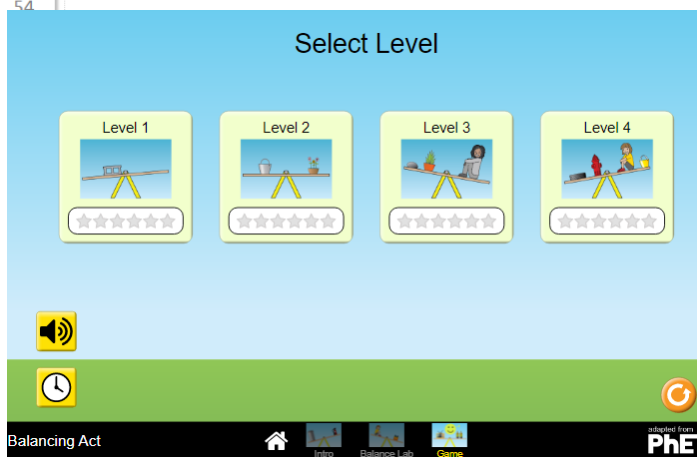 54
Select Level
Level 1 Level 2 Level 3 Level 4
Balancing Act Intro Balance Lab Game
adapted from
PhE